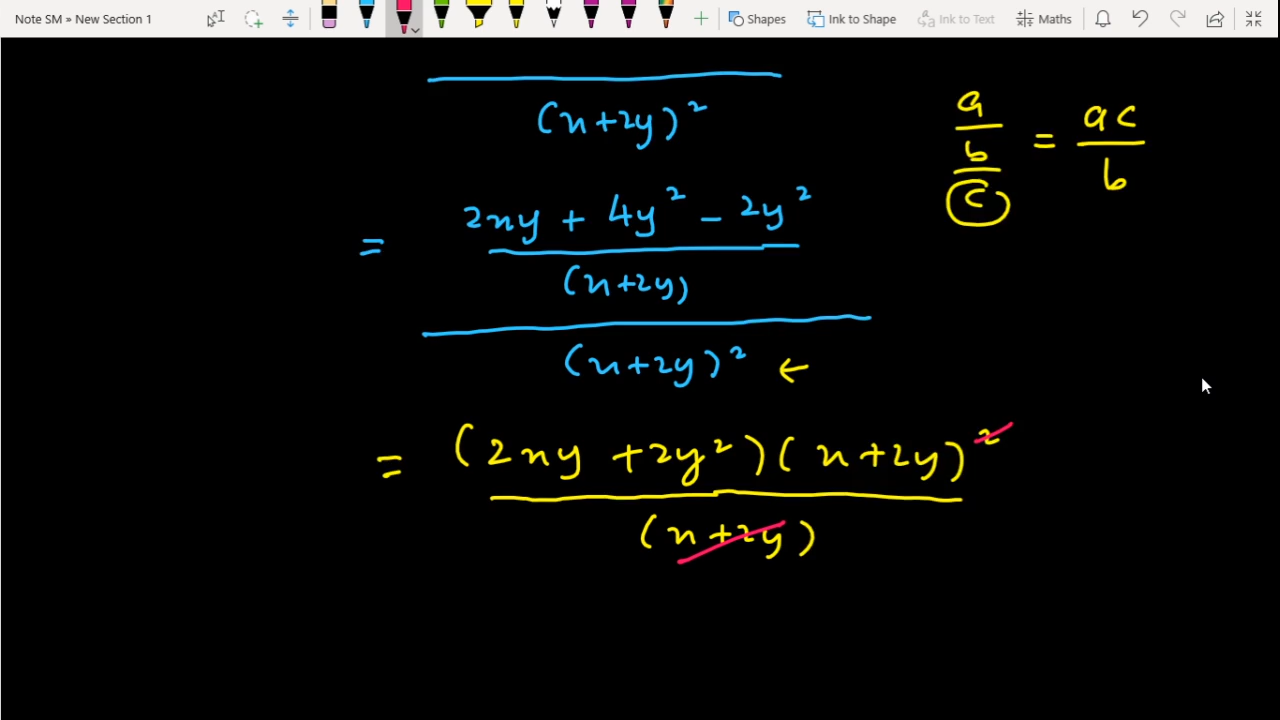 Note SM » New Section 1
Shapes
Ink to Shape
Ink to Text
Maths
(x+2y)²
a/b/c = ac/b
= 2xy + 4y² - 2y²
(x+2y)
(x+2y)² ←
= (2xy +2y²)(x+2y)²
(x+2y)